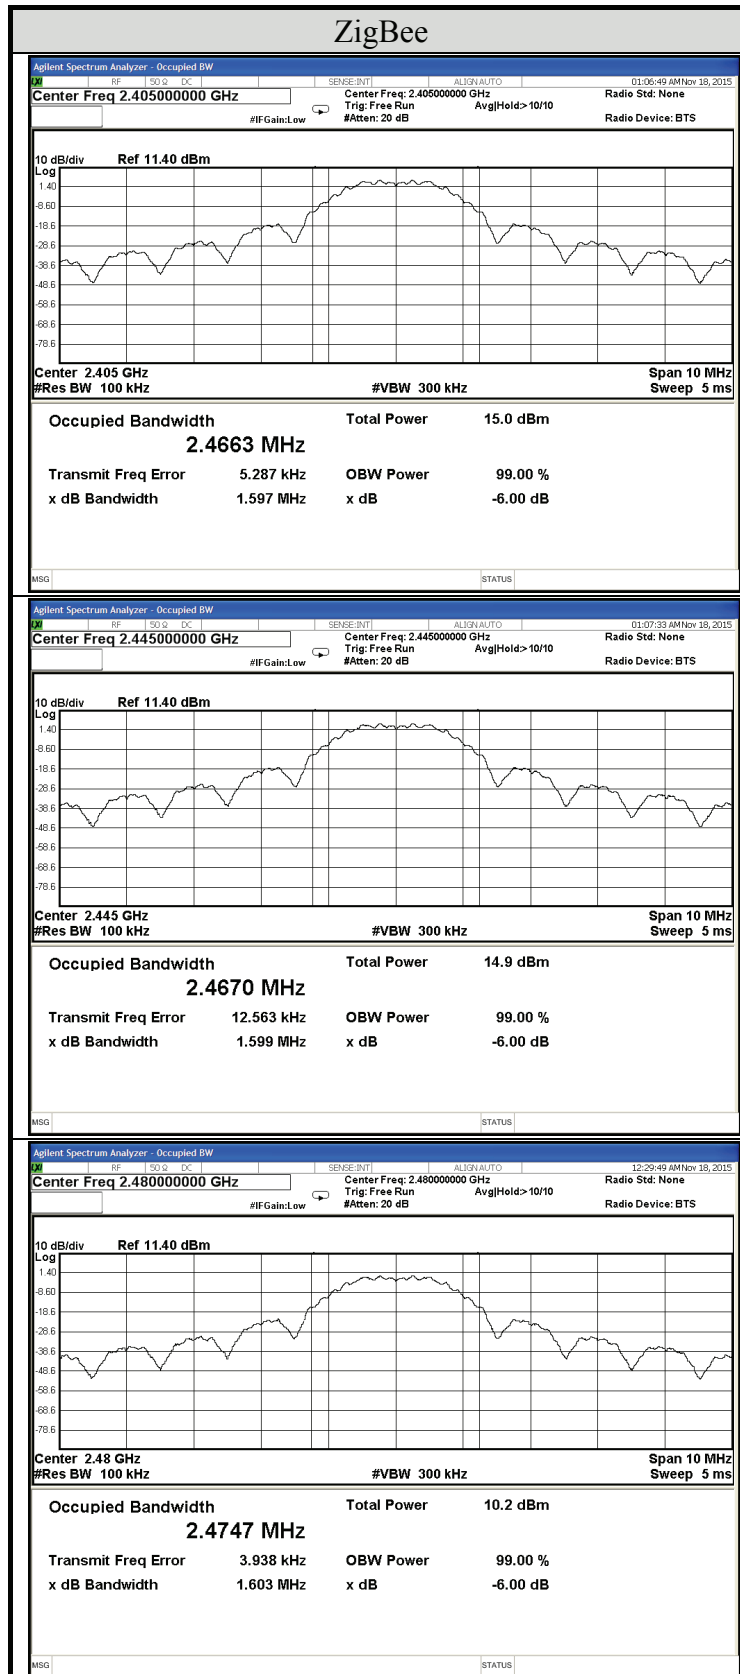 ZigBee
Agilent Spectrum Analyzer - Occupied BW
LXI RF 50 Ω DC SENSE:INT ALIGNAUTO 01:06:49 AM Nov 18, 2015
Center Freq 2.405000000 GHz Center Freq: 2.405000000 GHz Radio Std: None
Trig: Free Run Avg|Hold:>10/10
#IFGain:Low #Atten: 20 dB Radio Device: BTS
10 dB/div Ref 11.40 dBm
Log
1.40
-8.60
-18.6
-28.6
-38.6
-48.6
-58.6
-68.6
-78.6
Center 2.405 GHz Span 10 MHz
#Res BW 100 kHz #VBW 300 kHz Sweep 5 ms
Occupied Bandwidth Total Power 15.0 dBm
2.4663 MHz
Transmit Freq Error 5.287 kHz OBW Power 99.00 %
x dB Bandwidth 1.597 MHz x dB -6.00 dB
MSG STATUS
Agilent Spectrum Analyzer - Occupied BW
LXI RF 50 Ω DC SENSE:INT ALIGNAUTO 01:07:33 AM Nov 18, 2015
Center Freq 2.445000000 GHz Center Freq: 2.445000000 GHz Radio Std: None
Trig: Free Run Avg|Hold:>10/10
#IFGain:Low #Atten: 20 dB Radio Device: BTS
10 dB/div Ref 11.40 dBm
Log
1.40
-8.60
-18.6
-28.6
-38.6
-48.6
-58.6
-68.6
-78.6
Center 2.445 GHz Span 10 MHz
#Res BW 100 kHz #VBW 300 kHz Sweep 5 ms
Occupied Bandwidth Total Power 14.9 dBm
2.4670 MHz
Transmit Freq Error 12.563 kHz OBW Power 99.00 %
x dB Bandwidth 1.599 MHz x dB -6.00 dB
MSG STATUS
Agilent Spectrum Analyzer - Occupied BW
LXI RF 50 Ω DC SENSE:INT ALIGNAUTO 12:29:49 AM Nov 18, 2015
Center Freq 2.480000000 GHz Center Freq: 2.480000000 GHz Radio Std: None
Trig: Free Run Avg|Hold:>10/10
#IFGain:Low #Atten: 20 dB Radio Device: BTS
10 dB/div Ref 11.40 dBm
Log
1.40
-8.60
-18.6
-28.6
-38.6
-48.6
-58.6
-68.6
-78.6
Center 2.48 GHz Span 10 MHz
#Res BW 100 kHz #VBW 300 kHz Sweep 5 ms
Occupied Bandwidth Total Power 10.2 dBm
2.4747 MHz
Transmit Freq Error 3.938 kHz OBW Power 99.00 %
x dB Bandwidth 1.603 MHz x dB -6.00 dB
MSG STATUS